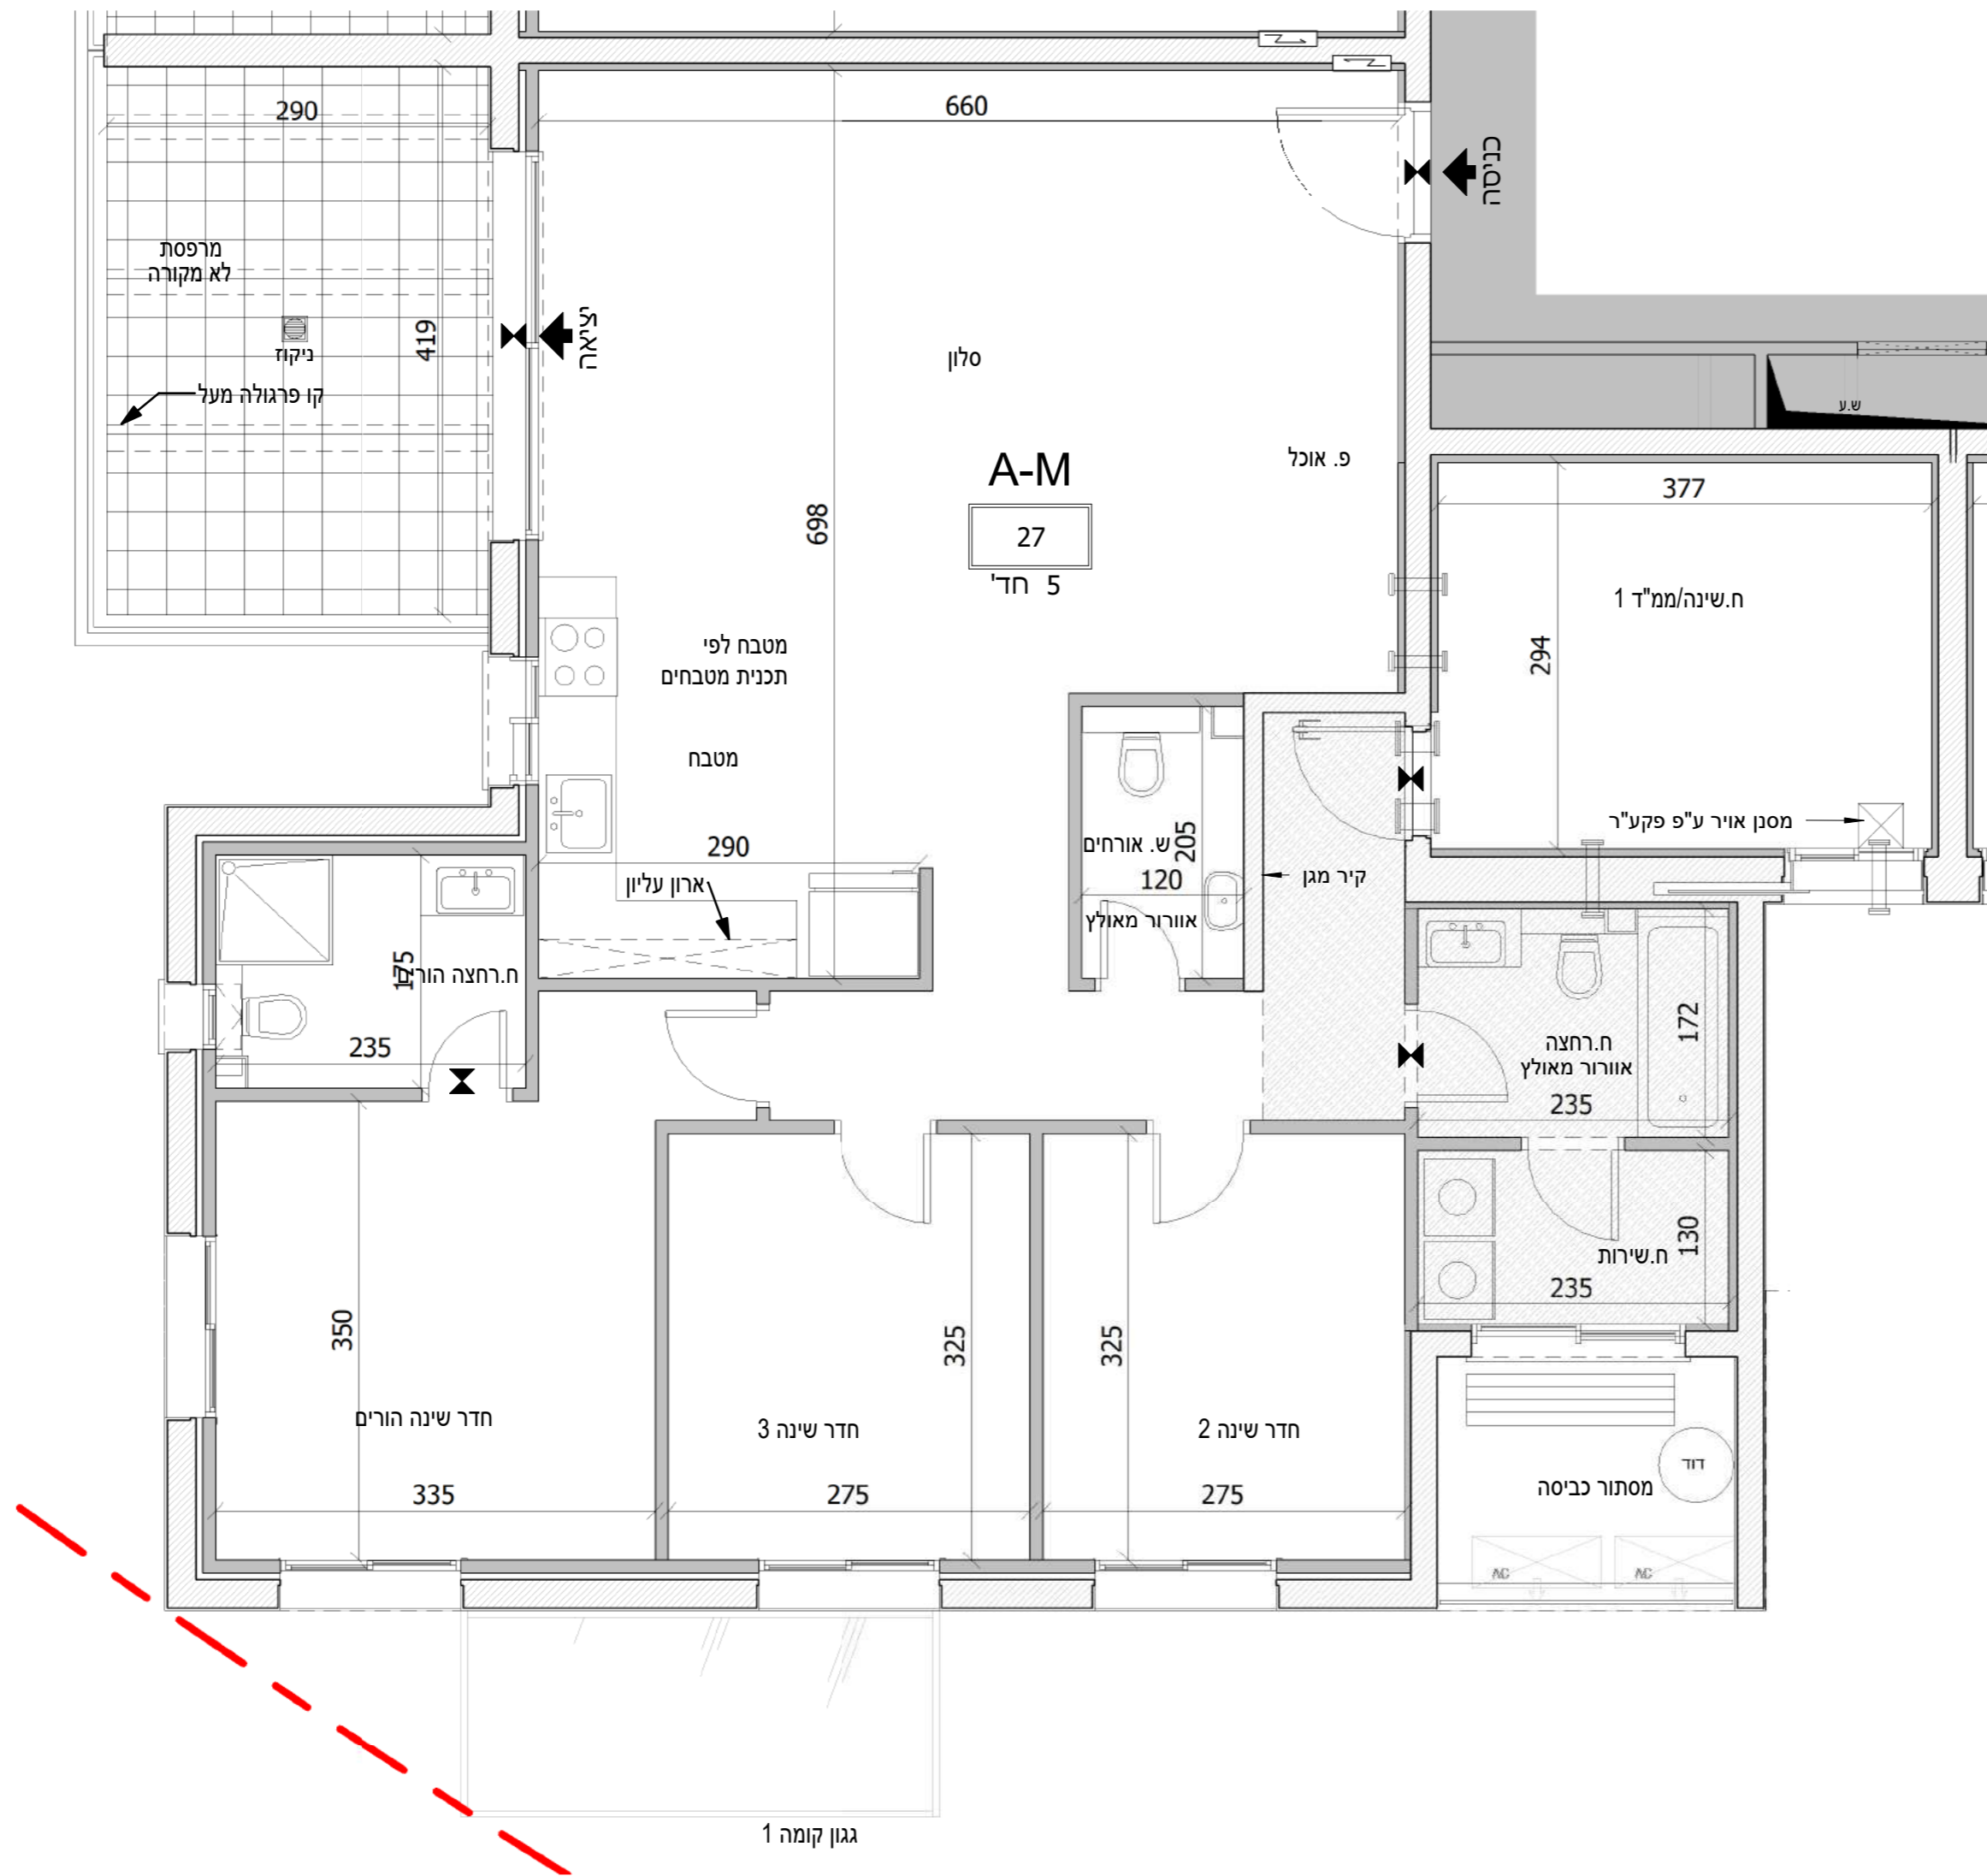 290
660
כניסה
מרפסת
לא מקורה
419
ניקוז
קו פרגולה מעל
יציאה
סלון
פ. אוכל
ש.ע
A-M
27
5 חד'
698
377
ח.שינה/ממ"ד 1
294
מטבח לפי
תכנית מטבחים
מטבח
290
ארון עליון
ש. אורחים
205
120
אוורור מאולץ
קיר מגן
מסנן אויר ע"פ פקע"ר
175
ח.רחצה הורים
235
ח.רחצה
אוורור מאולץ
172
235
130
ח.שירות
235
350
325
325
חדר שינה הורים
חדר שינה 3
חדר שינה 2
335
275
275
דוד
מסתור כביסה
AC
AC
גגון קומה 1